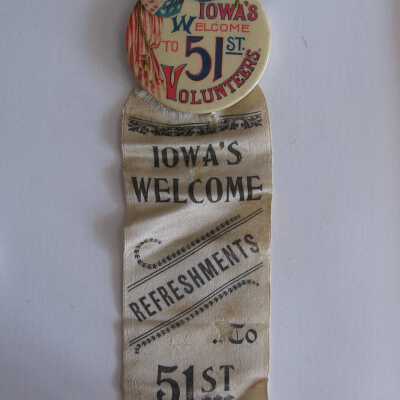 IOWA'S
WELCOME
TO 51ST.
VOLUNTEERS.
IOWA'S
WELCOME
REFRESHMENTS
..To
51ST